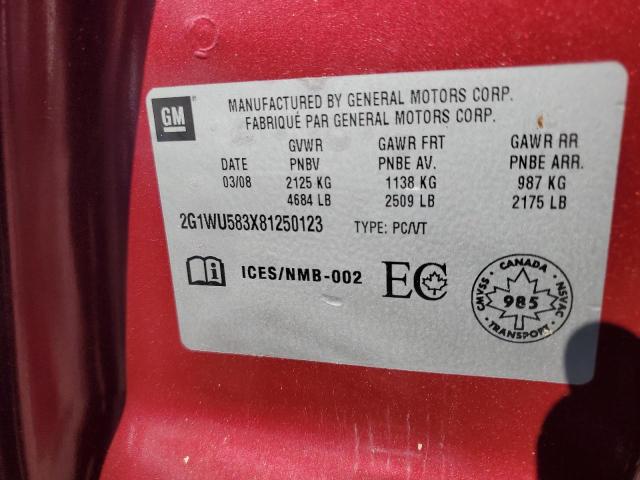 GM
MANUFACTURED BY GENERAL MOTORS CORP.
FABRIQUÉ PAR GENERAL MOTORS CORP.
GVWR GAWR FRT GAWR RR
DATE PNBV PNBE AV. PNBE ARR.
03/08 2125 KG 1138 KG 987 KG
4684 LB 2509 LB 2175 LB
2G1WU583X81250123 TYPE: PC/VT
i ICES/NMB-002 EC
CANADA
CMVSS 985 NSVAC
TRANSPORT